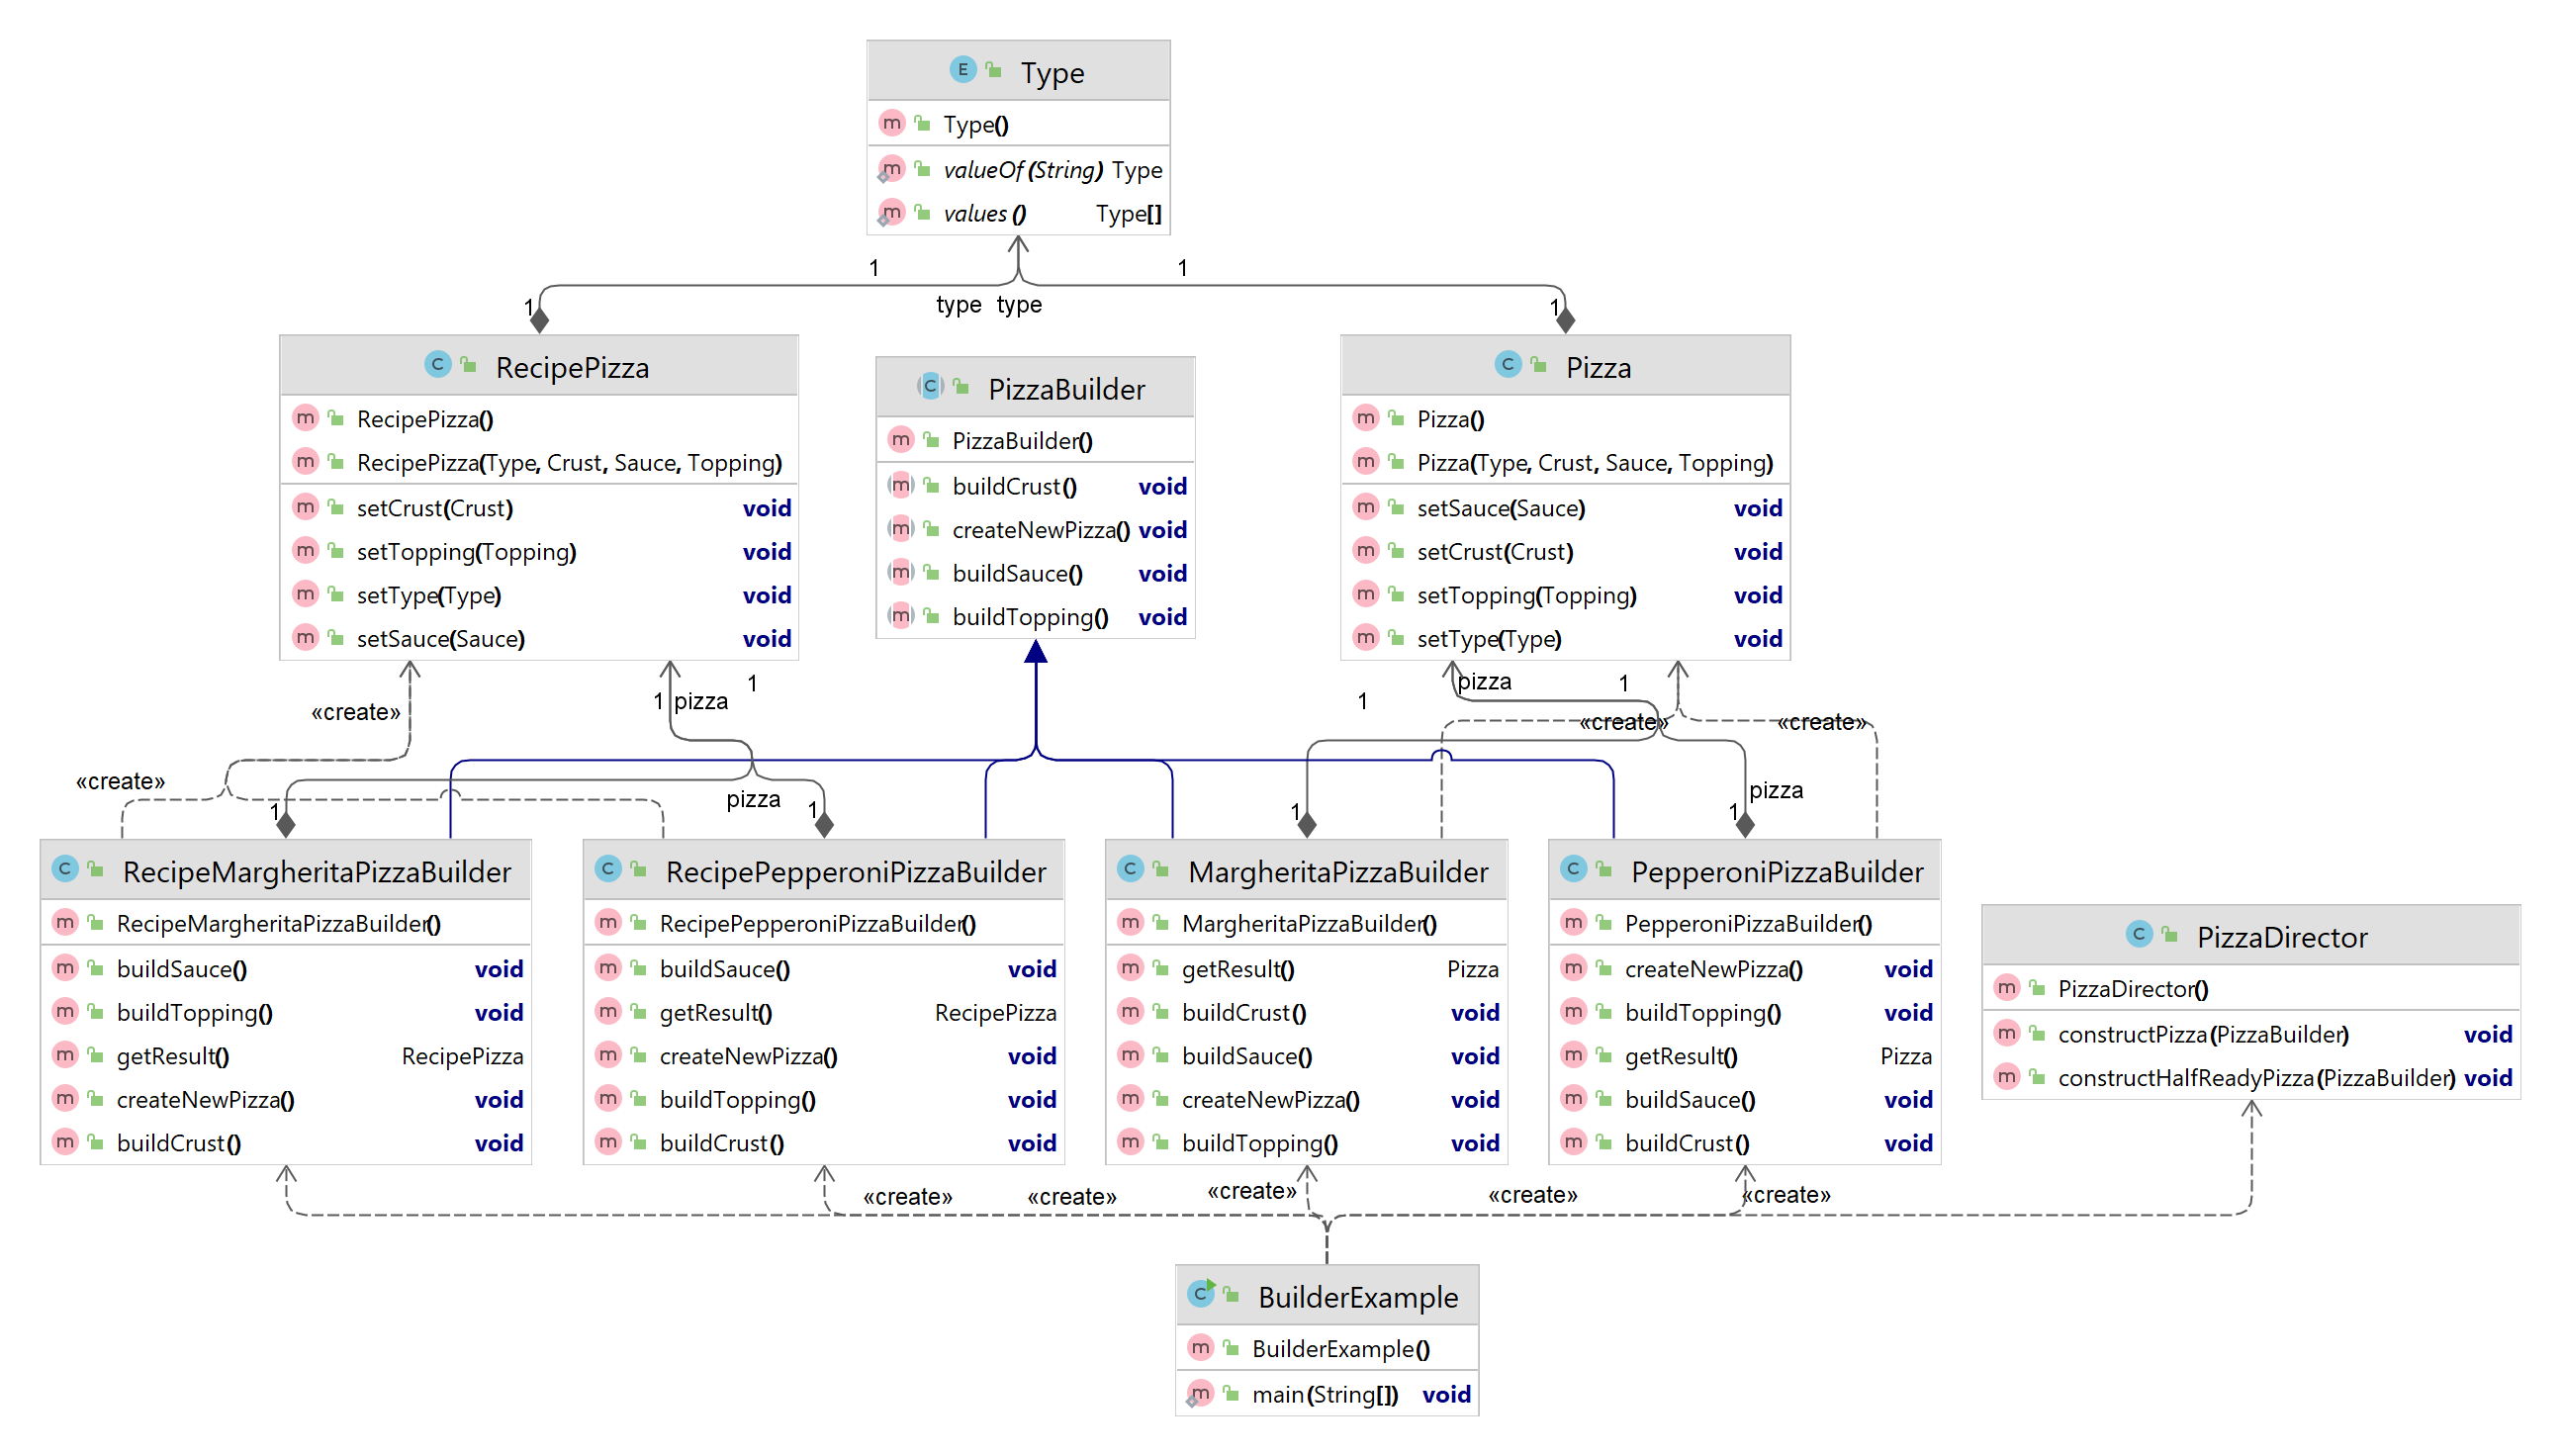 E Type
m Type()
m valueOf(String) Type
m values() Type[]
1 1
1 type type 1
C RecipePizza
m RecipePizza()
m RecipePizza(Type, Crust, Sauce, Topping)
m setCrust(Crust) void
m setTopping(Topping) void
m setType(Type) void
m setSauce(Sauce) void
C PizzaBuilder
m PizzaBuilder()
m buildCrust() void
m createNewPizza() void
m buildSauce() void
m buildTopping() void
C Pizza
m Pizza()
m Pizza(Type, Crust, Sauce, Topping)
m setSauce(Sauce) void
m setCrust(Crust) void
m setTopping(Topping) void
m setType(Type) void
1 pizza 1
«create» 1 pizza 1
«create» «create»
«create» pizza pizza
1 1 1 1
C RecipeMargheritaPizzaBuilder
m RecipeMargheritaPizzaBuilder()
m buildSauce() void
m buildTopping() void
m getResult() RecipePizza
m createNewPizza() void
m buildCrust() void
C RecipePepperoniPizzaBuilder
m RecipePepperoniPizzaBuilder()
m buildSauce() void
m getResult() RecipePizza
m createNewPizza() void
m buildTopping() void
m buildCrust() void
C MargheritaPizzaBuilder
m MargheritaPizzaBuilder()
m getResult() Pizza
m buildCrust() void
m buildSauce() void
m createNewPizza() void
m buildTopping() void
C PepperoniPizzaBuilder
m PepperoniPizzaBuilder()
m createNewPizza() void
m buildTopping() void
m getResult() Pizza
m buildSauce() void
m buildCrust() void
C PizzaDirector
m PizzaDirector()
m constructPizza(PizzaBuilder) void
m constructHalfReadyPizza(PizzaBuilder) void
«create» «create» «create» «create» «create»
C BuilderExample
m BuilderExample()
m main(String[]) void